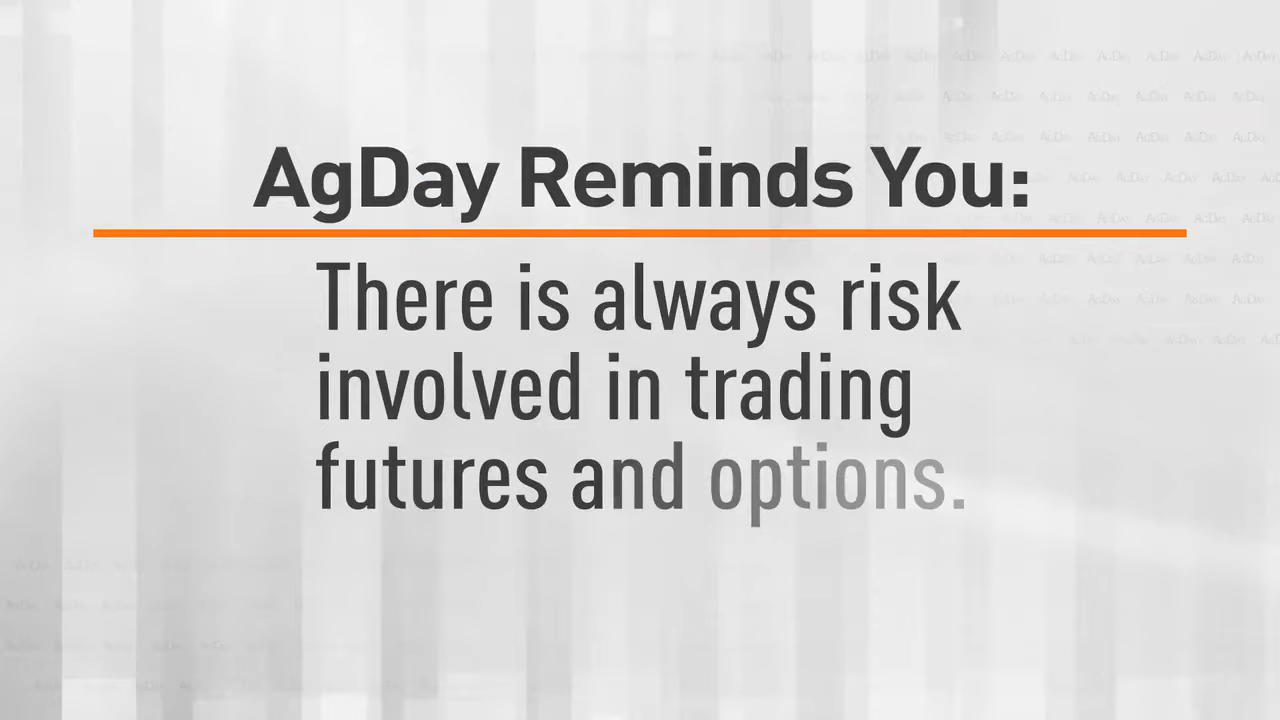 AgDay Reminds You:
There is always risk
involved in trading
futures and options.